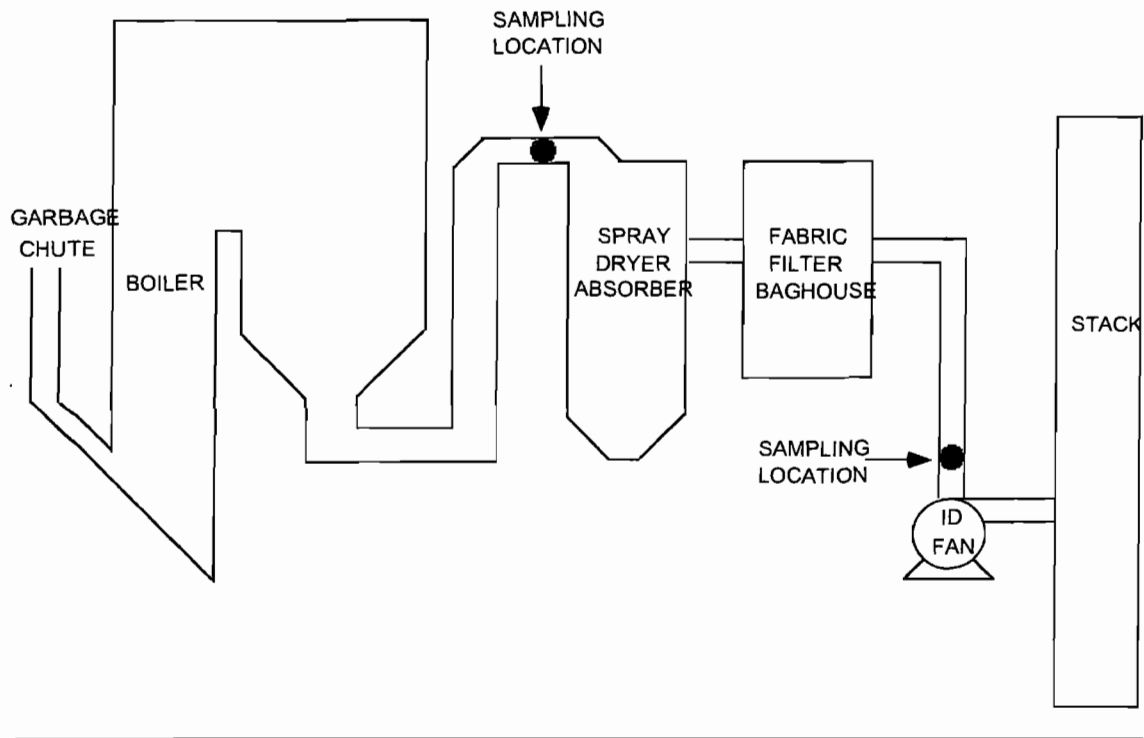 SAMPLING
LOCATION
GARBAGE
CHUTE
BOILER
SPRAY
DRYER
ABSORBER
FABRIC
FILTER
BAGHOUSE
STACK
SAMPLING
LOCATION
ID
FAN